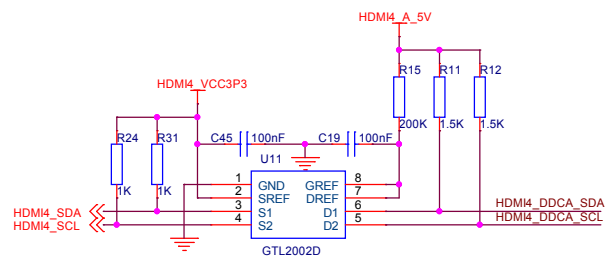 HDMI4_A_5V
HDMI4_VCC3P3
R15 R11 R12
200K 1.5K 1.5K
R24 R31
1K 1K
C45 100nF C19 100nF
U11
1 GND GREF 8
2 SREF DREF 7
3 S1 D1 6
4 S2 D2 5
HDMI4_SDA
HDMI4_SCL
HDMI4_DDCA_SDA
HDMI4_DDCA_SCL
GTL2002D